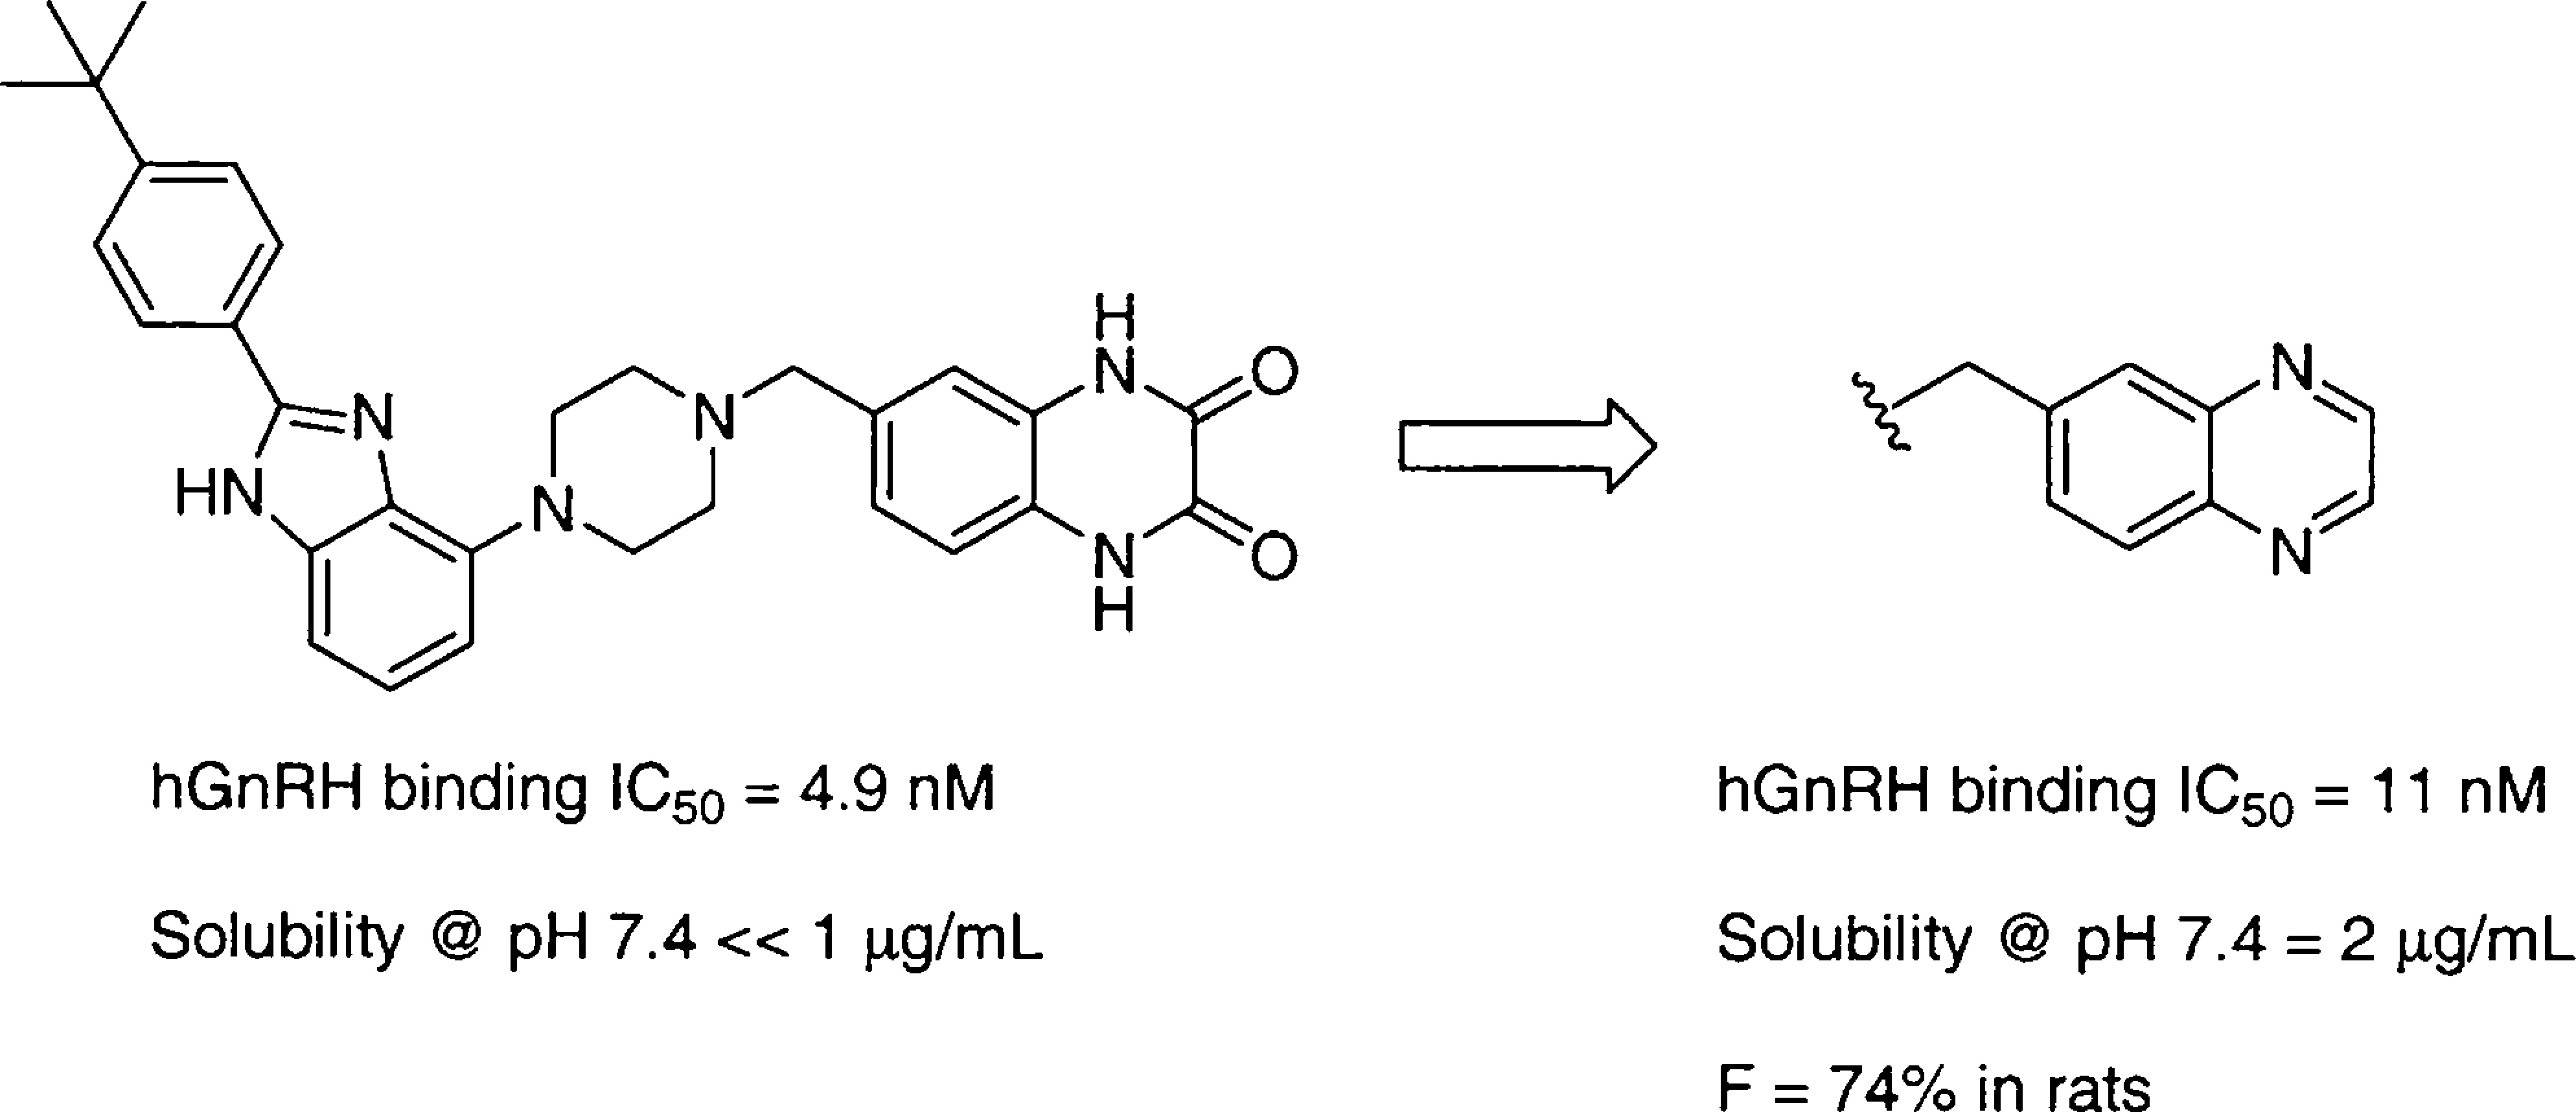 H
N
O
N
N
N
HN
N
N
H
O
N
N
hGnRH binding IC50 = 4.9 nM
Solubility @ pH 7.4 << 1 μg/mL
hGnRH binding IC50 = 11 nM
Solubility @ pH 7.4 = 2 μg/mL
F = 74% in rats